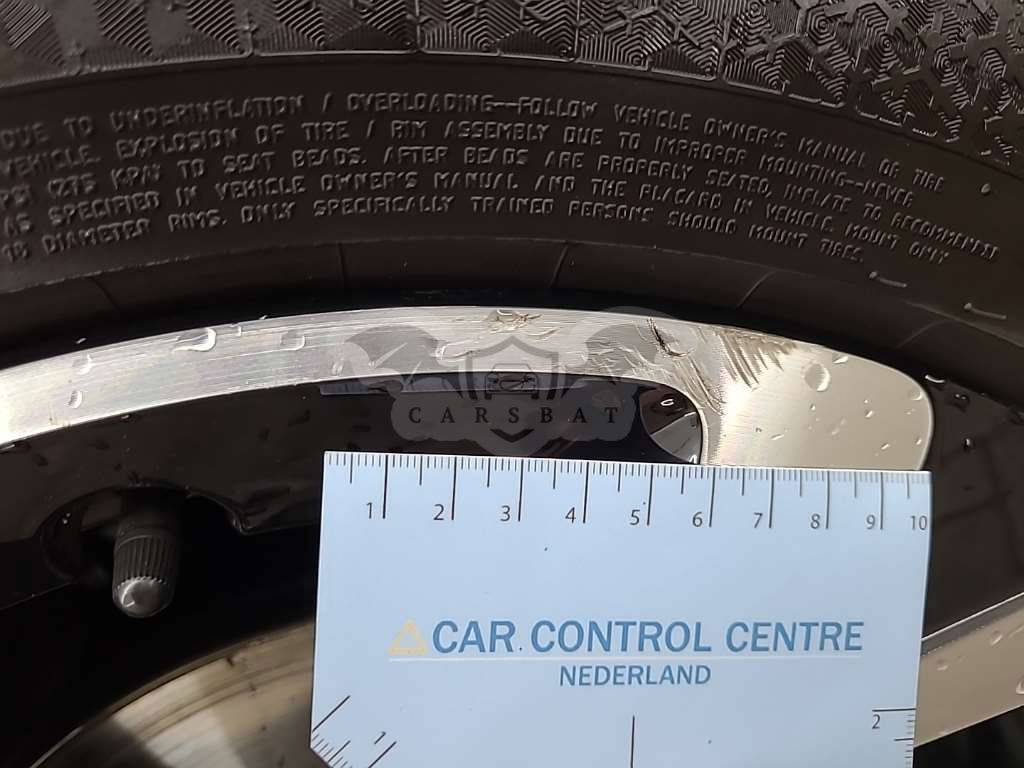 DUE TO UNDERINFLATION / OVERLOADING—FOLLOW VEHICLE OWNER'S MANUAL OR TIRE
VEHICLE. EXPLOSION OF TIRE / RIM ASSEMBLY DUE TO IMPROPER MOUNTING—NEVER
PSI (275 KPA) TO SEAT BEADS. AFTER BEADS ARE PROPERLY SEATED, INFLATE TO RECOMMENDED
AS SPECIFIED IN VEHICLE OWNER'S MANUAL AND THE PLACARD IN VEHICLE. MOUNT ONLY
18 DIAMETER RIMS. ONLY SPECIFICALLY TRAINED PERSONS SHOULD MOUNT TIRES.
CARSBAT
1 2 3 4 5 6 7 8 9 10
CAR CONTROL CENTRE
NEDERLAND
2
1